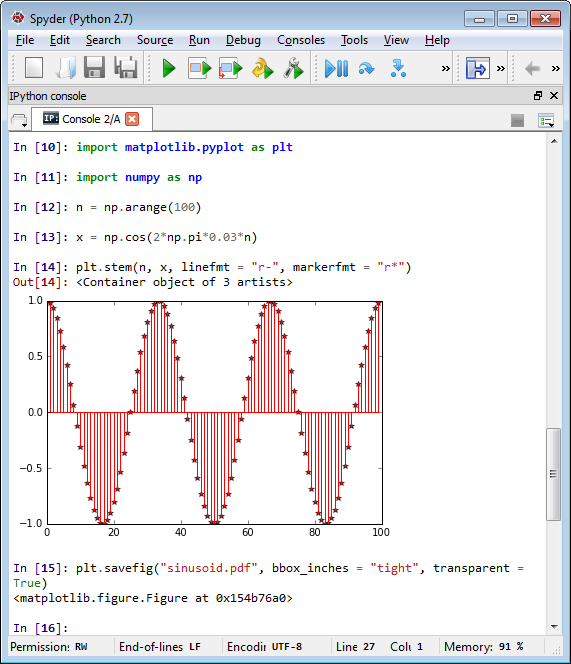 Spyder (Python 2.7)
File Edit Search Source Run Debug Consoles Tools View Help
IPython console
IP: Console 2/A
In [10]: import matplotlib.pyplot as plt
In [11]: import numpy as np
In [12]: n = np.arange(100)
In [13]: x = np.cos(2*np.pi*0.03*n)
In [14]: plt.stem(n, x, linefmt = "r-", markerfmt = "r*")
Out[14]: <Container object of 3 artists>
1.0
0.5
0.0
−0.5
−1.0
0 20 40 60 80 100
In [15]: plt.savefig("sinusoid.pdf", bbox_inches = "tight", transparent =
True)
<matplotlib.figure.Figure at 0x154b76a0>
In [16]:
Permissions: RW End-of-lines LF Encodin UTF-8 Line 27 Colu 1 Memory: 91 %